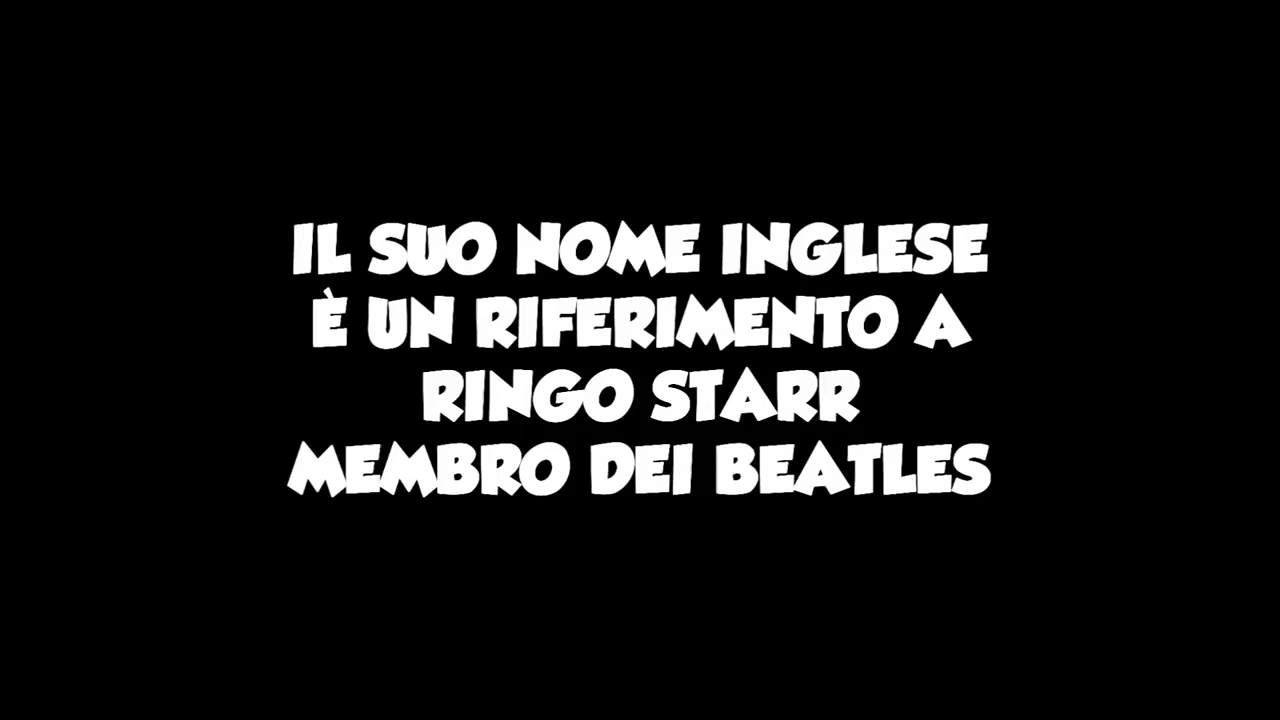 IL SUO NOME INGLESE
È UN RIFERIMENTO A
RINGO STARR
MEMBRO DEI BEATLES